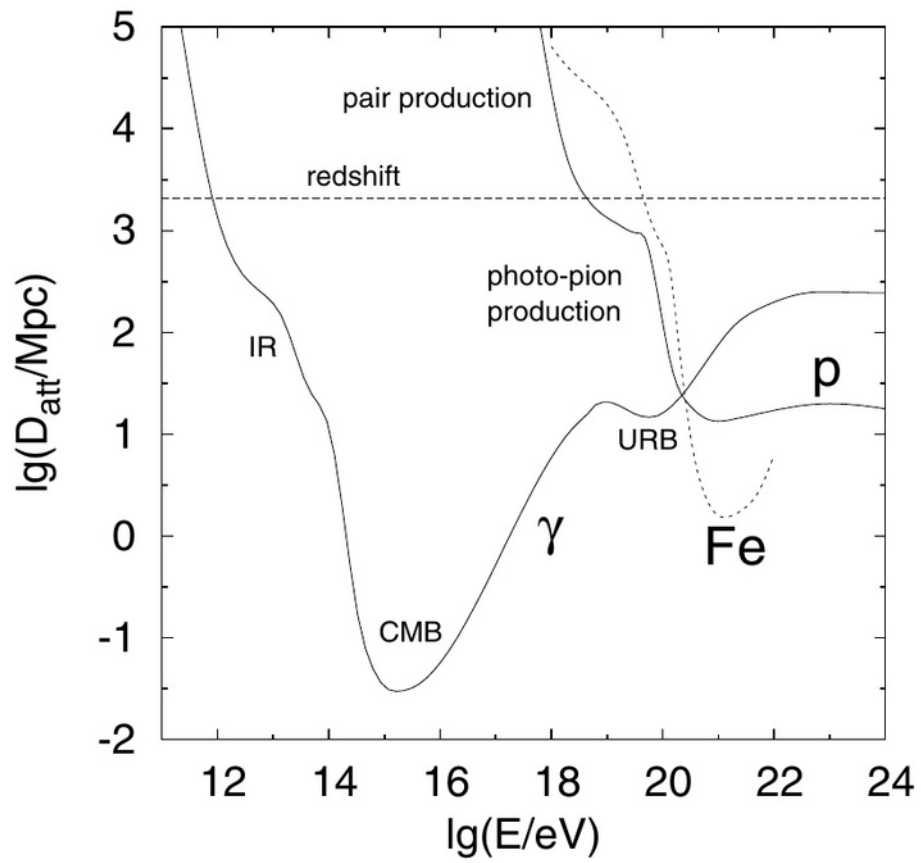 5
4
3
2
1
0
-1
-2
lg(D_att/Mpc)
pair production
redshift
photo-pion
production
IR
p
URB
γ
Fe
CMB
12 14 16 18 20 22 24
lg(E/eV)